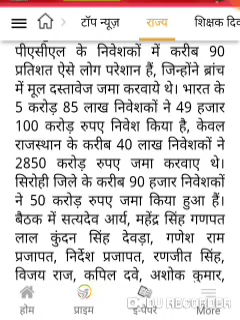 टॉप न्यूज़ राज्य शिक्षक दि
पीएसीएल के निवेशकों में करीब 90
प्रतिशत ऐसे लोग परेशान हैं, जिन्होंने ब्रांच
में मूल दस्तावेज जमा करवाये थे। भारत के
5 करोड़ 85 लाख निवेशकों ने 49 हजार
100 करोड़ रुपए निवेश किया है, केवल
राजस्थान के करीब 40 लाख निवेशकों ने
2850 करोड़ रुपए जमा करवाए थे।
सिरोही जिले के करीब 90 हजार निवेशकों
ने 50 करोड़ रुपए जमा किया हुआ हैं।
बैठक में सत्यदेव आर्य, महेंद्र सिंह गणपत
लाल कुंदन सिंह देवड़ा, गणेश राम
प्रजापत, निर्देश प्रजापत, रणजीत सिंह,
विजय राज, कपिल दवे, अशोक कुमार,
होम प्राइम ई-पेपर More
DU RECORDER